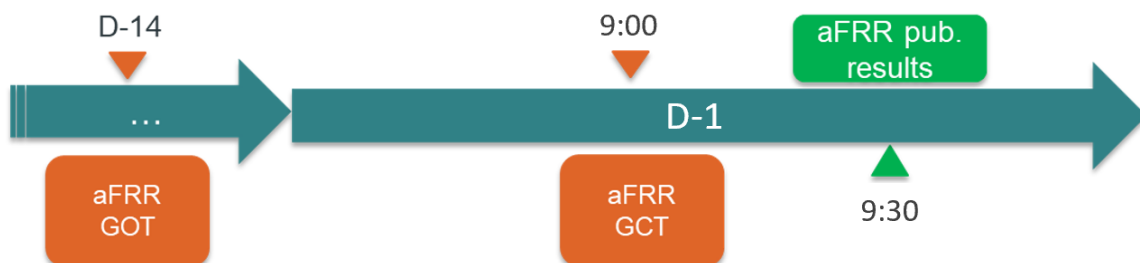 D-14
9:00
aFRR pub.
results
...
D-1
aFRR
GOT
aFRR
GCT
9:30